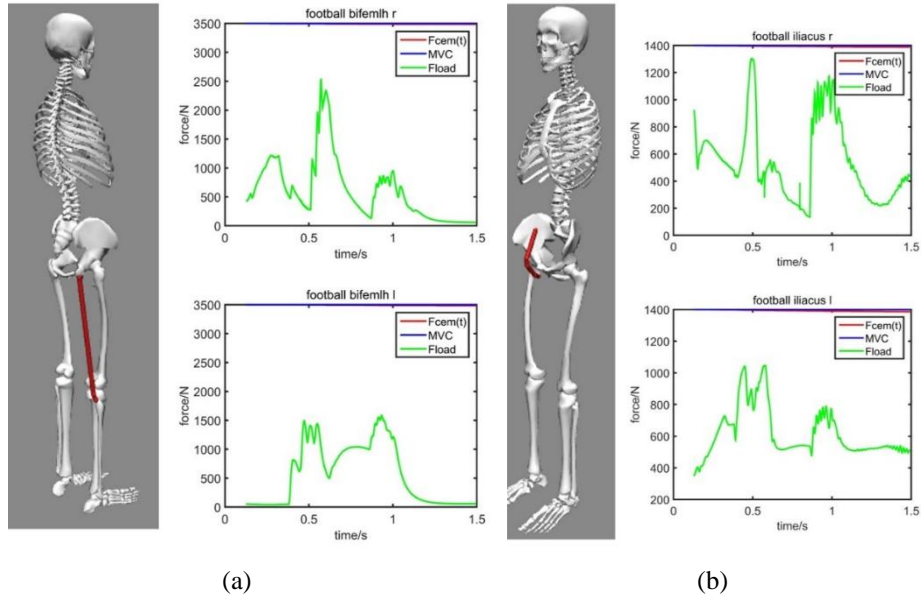 football bifemlh r
3500
3000
2500
2000
1500
1000
500
0
force/N
Fcem(t)
MVC
Fload
0 0.5 1 1.5
time/s
football bifemlh l
3500
3000
2500
2000
1500
1000
500
0
force/N
Fcem(t)
MVC
Fload
0 0.5 1 1.5
time/s
(a)
football iliacus r
1400
1200
1000
800
600
400
200
0
force/N
Fcem(t)
MVC
Fload
0 0.5 1 1.5
time/s
football iliacus l
1400
1200
1000
800
600
400
200
force/N
Fcem(t)
MVC
Fload
0 0.5 1 1.5
time/s
(b)